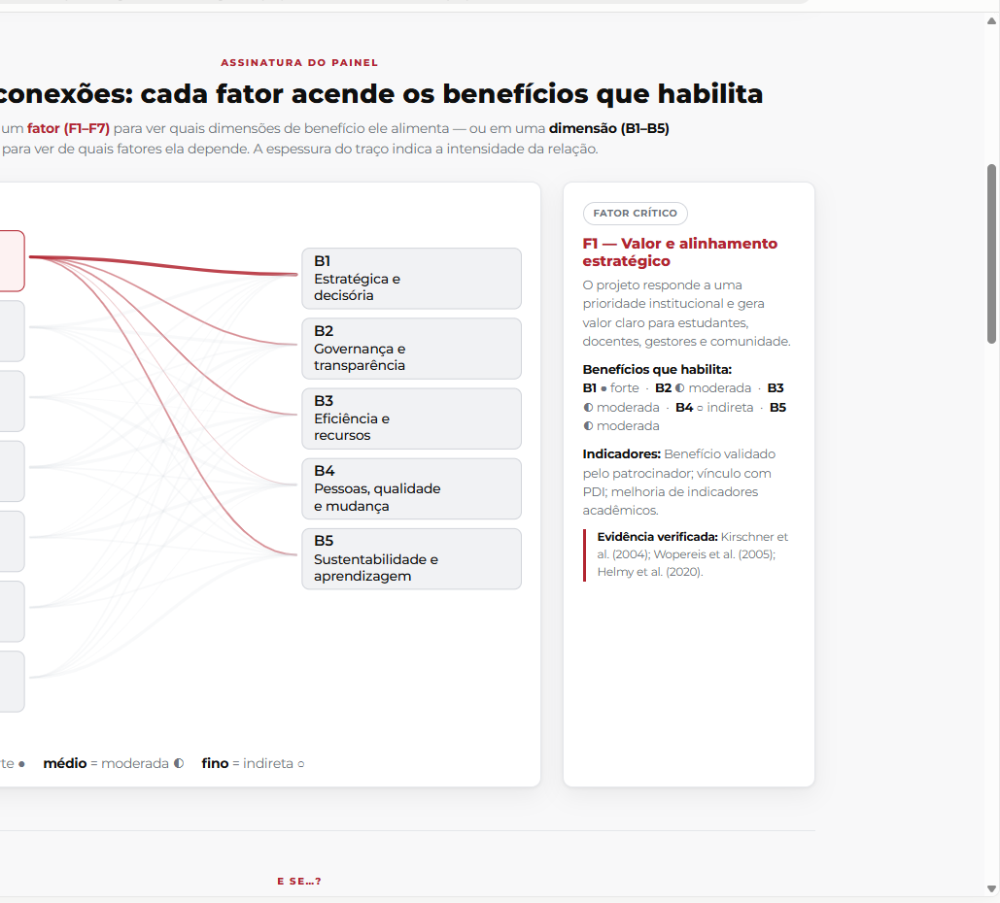 ASSINATURA DO PAINEL
conexões: cada fator acende os benefícios que habilita
um fator (F1–F7) para ver quais dimensões de benefício ele alimenta — ou em uma dimensão (B1–B5)
para ver de quais fatores ela depende. A espessura do traço indica a intensidade da relação.
B1
Estratégica e
decisória
B2
Governança e
transparência
B3
Eficiência e
recursos
B4
Pessoas, qualidade
e mudança
B5
Sustentabilidade e
aprendizagem
rte ● médio = moderada ◐ fino = indireta ○
FATOR CRÍTICO
F1 — Valor e alinhamento
estratégico
O projeto responde a uma
prioridade institucional e gera
valor claro para estudantes,
docentes, gestores e comunidade.
Benefícios que habilita:
B1 ● forte · B2 ◐ moderada · B3
◐ moderada · B4 ○ indireta · B5
◐ moderada
Indicadores: Benefício validado
pelo patrocinador; vínculo com
PDI; melhoria de indicadores
acadêmicos.
Evidência verificada: Kirschner et
al. (2004); Wopereis et al. (2005);
Helmy et al. (2020).
E SE...?